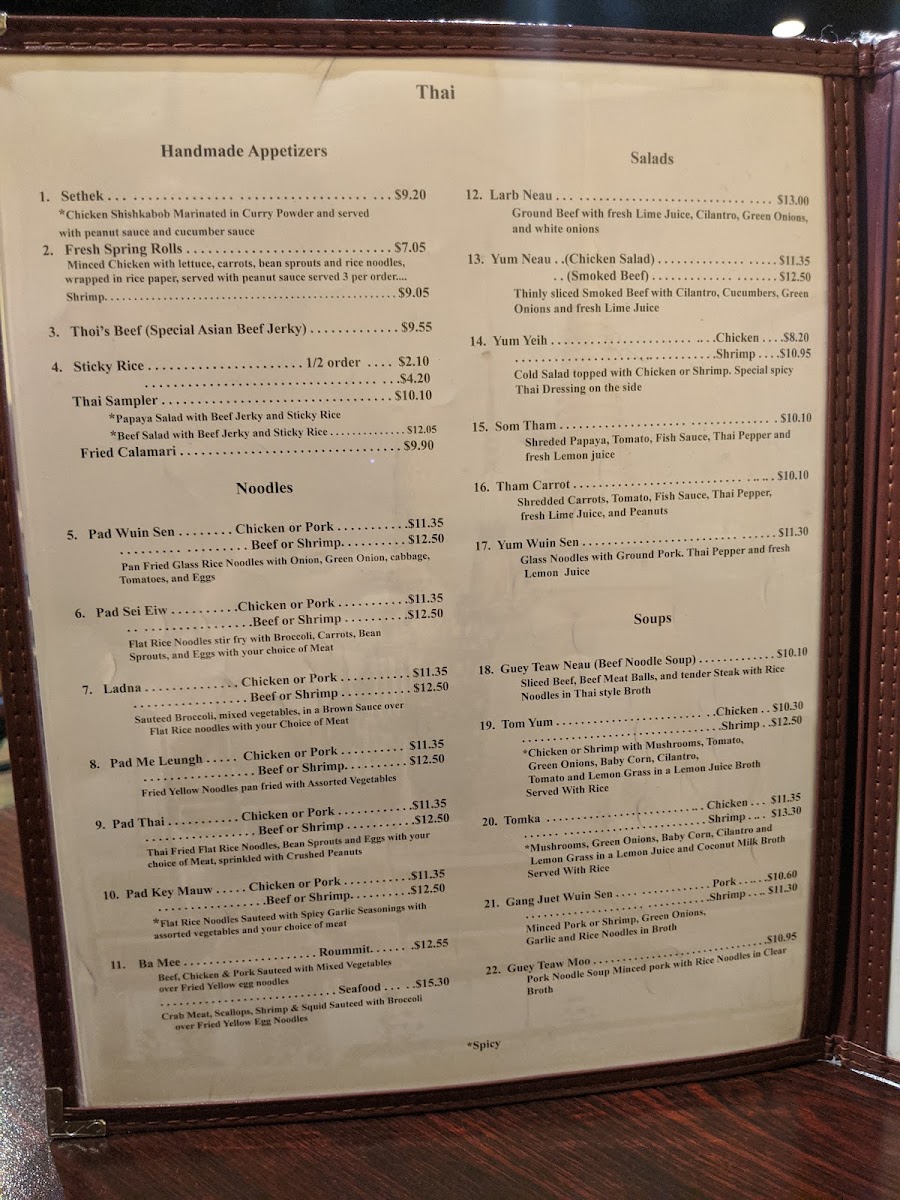 Thai
Handmade Appetizers
1. Sethek . . . . . . . . . . . . . . . . . . . . . . . . . . . . . . . . $9.20
*Chicken Shishkabob Marinated in Curry Powder and served
with peanut sauce and cucumber sauce
2. Fresh Spring Rolls . . . . . . . . . . . . . . . . . . . . . . . . . . . $7.05
Minced Chicken with lettuce, carrots, bean sprouts and rice noodles,
wrapped in rice paper, served with peanut sauce served 3 per order....
Shrimp. . . . . . . . . . . . . . . . . . . . . . . . . . . . . . . . . . . $9.05
3. Thoi's Beef (Special Asian Beef Jerky) . . . . . . . . . . . . $9.55
4. Sticky Rice . . . . . . . . . . . . . . . . . . . . . 1/2 order . . . . $2.10
. . . . . . . . . . . . . . . . . . . . . . . . . . . . . . . . . . $4.20
Thai Sampler . . . . . . . . . . . . . . . . . . . . . . . . . . . . . . . $10.10
*Papaya Salad with Beef Jerky and Sticky Rice
*Beef Salad with Beef Jerky and Sticky Rice . . . . . . . . . . . . . $12.05
Fried Calamari . . . . . . . . . . . . . . . . . . . . . . . . . . . . . $9.90
Noodles
5. Pad Wuin Sen . . . . . . . . Chicken or Pork . . . . . . . . . . .$11.35
. . . . . . . . . . . . . . . . . Beef or Shrimp. . . . . . . . . . $12.50
Pan Fried Glass Rice Noodles with Onion, Green Onion, cabbage,
Tomatoes, and Eggs
6. Pad Sei Eiw . . . . . . . . . .Chicken or Pork . . . . . . . . . . .$11.35
. . . . . . . . . . . . . . . . . .Beef or Shrimp . . . . . . . . . .$12.50
Flat Rice Noodles stir fry with Broccoli, Carrots, Bean
Sprouts, and Eggs with your choice of Meat
7. Ladna . . . . . . . . . . . . . Chicken or Pork . . . . . . . . . . . $11.35
. . . . . . . . . . . . . . . . Beef or Shrimp . . . . . . . . . . . $12.50
Sauteed Broccoli, mixed vegetables, in a Brown Sauce over
Flat Rice noodles with your Choice of Meat
8. Pad Me Leungh . . . . . Chicken or Pork . . . . . . . . . . $11.35
. . . . . . . . . . . . . . . . Beef or Shrimp. . . . . . . . . . $12.50
Fried Yellow Noodles pan fried with Assorted Vegetables
9. Pad Thai . . . . . . . . . . . Chicken or Pork . . . . . . . . . . .$11.35
. . . . . . . . . . . . . . . . Beef or Shrimp . . . . . . . . . . .$12.50
Thai Fried Flat Rice Noodles, Bean Sprouts and Eggs with your
choice of Meat, sprinkled with Crushed Peanuts
10. Pad Key Mauw . . . . . Chicken or Pork . . . . . . . . . .$11.35
. . . . . . . . . . . . . . . .Beef or Shrimp. . . . . . . . .$12.50
*Flat Rice Noodles Sauteed with Spicy Garlic Seasonings with
assorted vegetables and your choice of meat
11. Ba Mee . . . . . . . . . . . . . . . . . . . Roummit. . . . . . .$12.55
Beef, Chicken & Pork Sauteed with Mixed Vegetables
over Fried Yellow egg noodles
. . . . . . . . . . . . . . . . . . . . . . . . Seafood . . . . .$15.30
Crab Meat, Scallops, Shrimp & Squid Sauteed with Broccoli
over Fried Yellow Egg Noodles
Salads
12. Larb Neau . . . . . . . . . . . . . . . . . . . . . . . . . . . $13.00
Ground Beef with fresh Lime Juice, Cilantro, Green Onions,
and white onions
13. Yum Neau . .(Chicken Salad) . . . . . . . . . . . . . . . . .$11.35
. . (Smoked Beef) . . . . . . . . . . . . . . . . . $12.50
Thinly sliced Smoked Beef with Cilantro, Cucumbers, Green
Onions and fresh Lime Juice
14. Yum Yeih . . . . . . . . . . . . . . . . . . . . . . .Chicken . . . .$8.20
. . . . . . . . . . . . . . . . . . . . . . . . .Shrimp . . . .$10.95
Cold Salad topped with Chicken or Shrimp. Special spicy
Thai Dressing on the side
15. Som Tham . . . . . . . . . . . . . . . . . . . . . . . . . . . . $10.10
Shreded Papaya, Tomato, Fish Sauce, Thai Pepper and
fresh Lemon juice
16. Tham Carrot . . . . . . . . . . . . . . . . . . . . . . . . . . . $10.10
Shredded Carrots, Tomato, Fish Sauce, Thai Pepper,
fresh Lime Juice, and Peanuts
17. Yum Wuin Sen . . . . . . . . . . . . . . . . . . . . . . . . . $11.30
Glass Noodles with Ground Pork. Thai Pepper and fresh
Lemon Juice
Soups
18. Guey Teaw Neau (Beef Noodle Soup) . . . . . . . . . . . . $10.10
Sliced Beef, Beef Meat Balls, and tender Steak with Rice
Noodles in Thai style Broth
19. Tom Yum . . . . . . . . . . . . . . . . . . . . . . .Chicken . . $10.30
. . . . . . . . . . . . . . . . . . . . . . . . . .Shrimp . .$12.50
*Chicken or Shrimp with Mushrooms, Tomato,
Green Onions, Baby Corn, Cilantro,
Tomato and Lemon Grass in a Lemon Juice Broth
Served With Rice
20. Tomka . . . . . . . . . . . . . . . . . . . . . . . Chicken . . . $11.35
. . . . . . . . . . . . . . . . . . . . . . . . Shrimp . . . $13.30
*Mushrooms, Green Onions, Baby Corn, Cilantro and
Lemon Grass in a Lemon Juice and Coconut Milk Broth
Served With Rice
21. Gang Juet Wuin Sen . . . . . . . . . . . . . . Pork . . . . . $10.60
. . . . . . . . . . . . . . . . . . . . . . . . .Shrimp . . . $11.30
Minced Pork or Shrimp, Green Onions,
Garlic and Rice Noodles in Broth
22. Guey Teaw Moo . . . . . . . . . . . . . . . . . . . . . . .$10.95
Pork Noodle Soup Minced pork with Rice Noodles in Clear
Broth
*Spicy